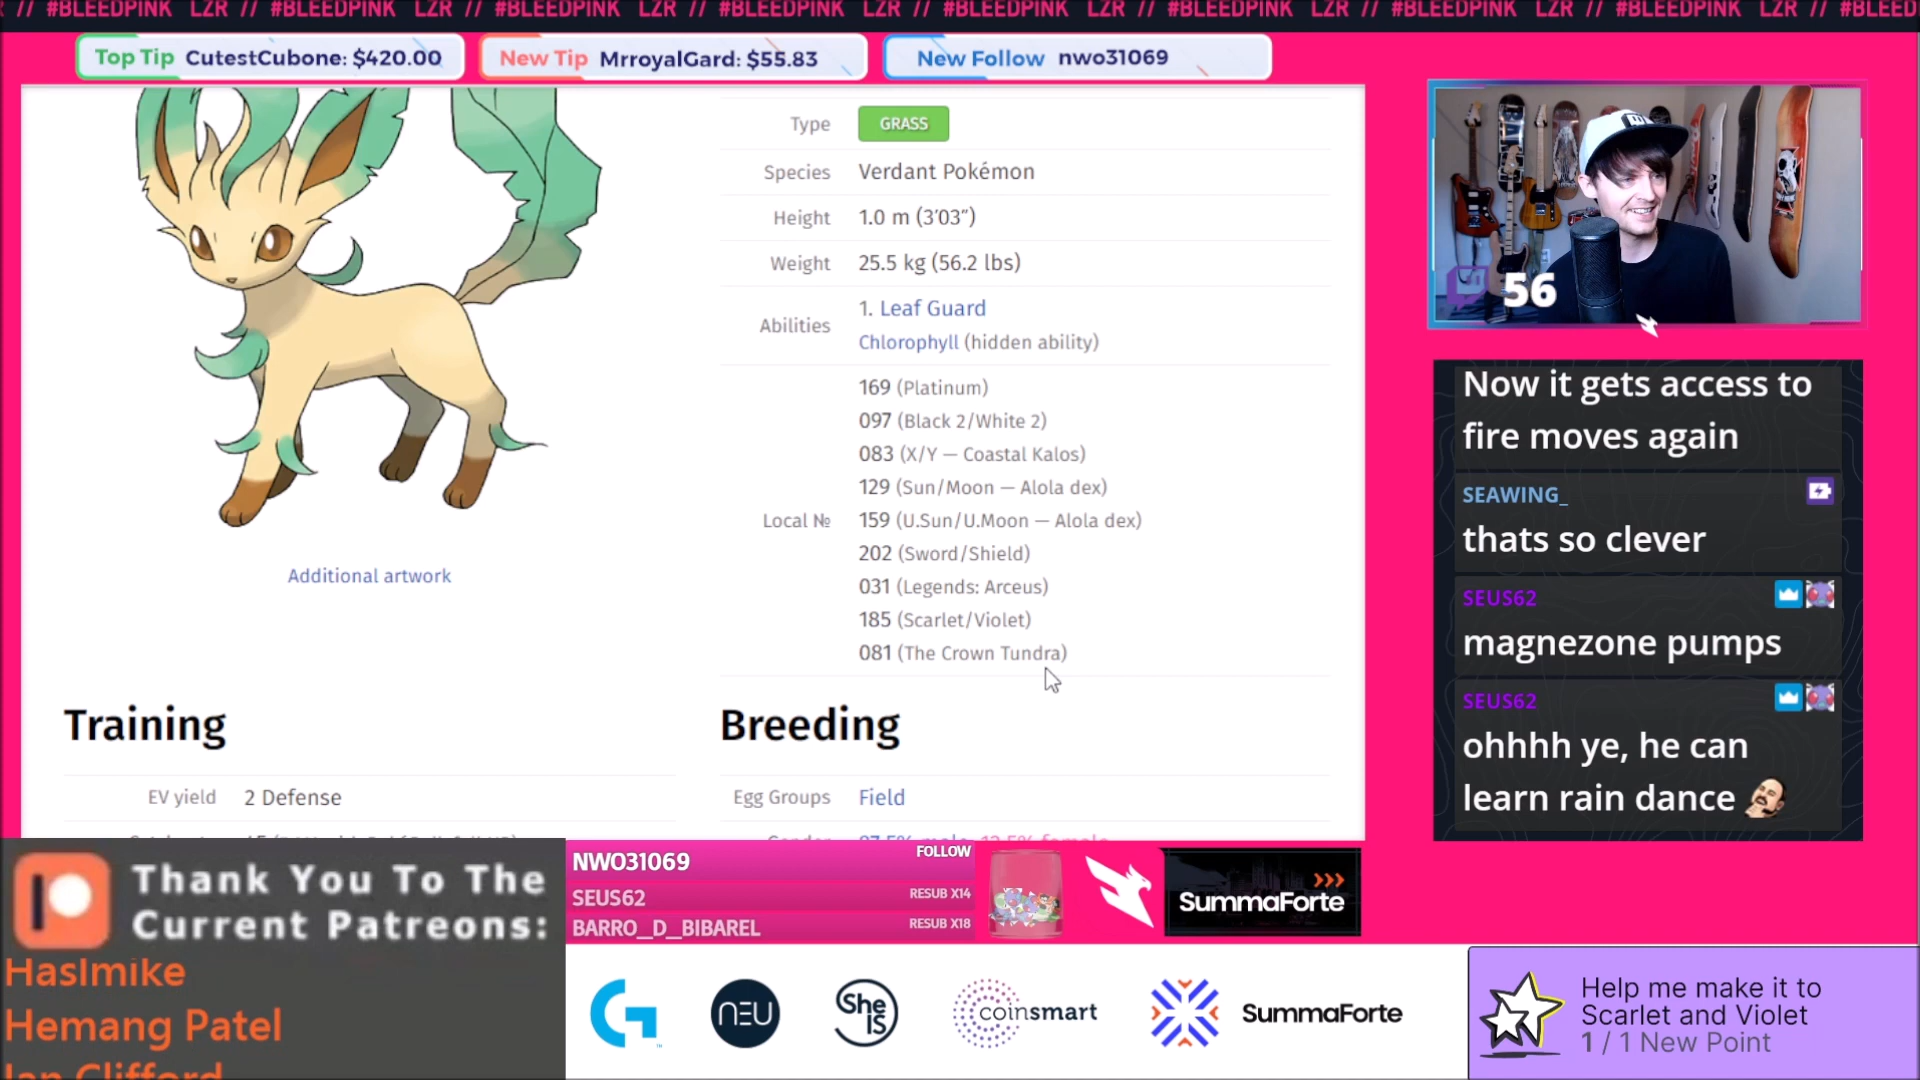 // #BLEEDPINK LZR // #BLEEDPINK LZR // #BLEEDPINK LZR // #BLEEDPINK LZR // #BLEEDPINK LZR // #BLEEDPINK LZR // #BLEEDPINK LZR // #BLEEDPINK LZR // #BLEED
Top Tip CutestCubone: $420.00
New Tip MrroyalGard: $55.83
New Follow nwo31069
Type GRASS
Species Verdant Pokémon
Height 1.0 m (3′03″)
Weight 25.5 kg (56.2 lbs)
Abilities
1. Leaf Guard
Chlorophyll (hidden ability)
Local №
169 (Platinum)
097 (Black 2/White 2)
083 (X/Y — Coastal Kalos)
129 (Sun/Moon — Alola dex)
159 (U.Sun/U.Moon — Alola dex)
202 (Sword/Shield)
031 (Legends: Arceus)
185 (Scarlet/Violet)
081 (The Crown Tundra)
Additional artwork
Training
EV yield 2 Defense
Breeding
Egg Groups Field
56
Now it gets access to
fire moves again
SEAWING_
thats so clever
SEUS62
magnezone pumps
SEUS62
ohhhh ye, he can
learn rain dance
Thank You To The
Current Patreons:
Haslmike
Hemang Patel
Ian Clifford
NWO31069 FOLLOW
SEUS62 RESUB X14
BARRO_D_BIBAREL RESUB X18
SummaForte
NEU
She
IS
coinsmart
SummaForte
Help me make it to
Scarlet and Violet
1 / 1 New Point